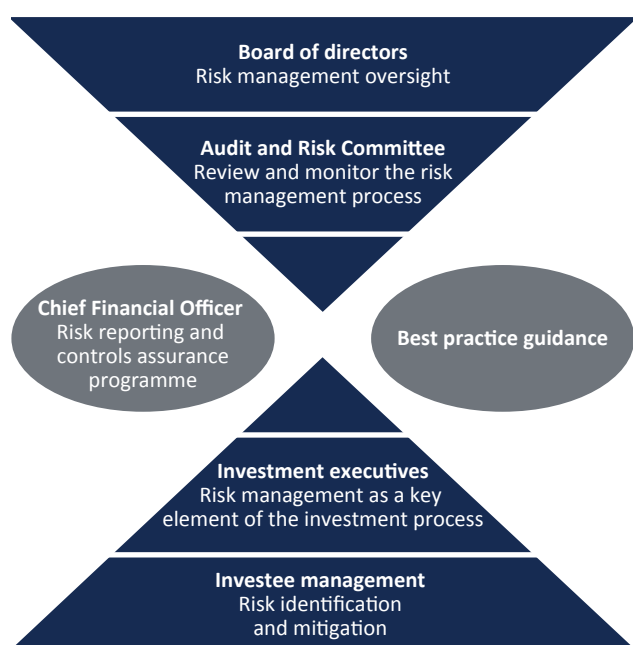 Board of directors
Risk management oversight
Audit and Risk Committee
Review and monitor the risk
management process
Chief Financial Officer
Risk reporting and
controls assurance
programme
Best practice guidance
Investment executives
Risk management as a key
element of the investment process
Investee management
Risk identification
and mitigation